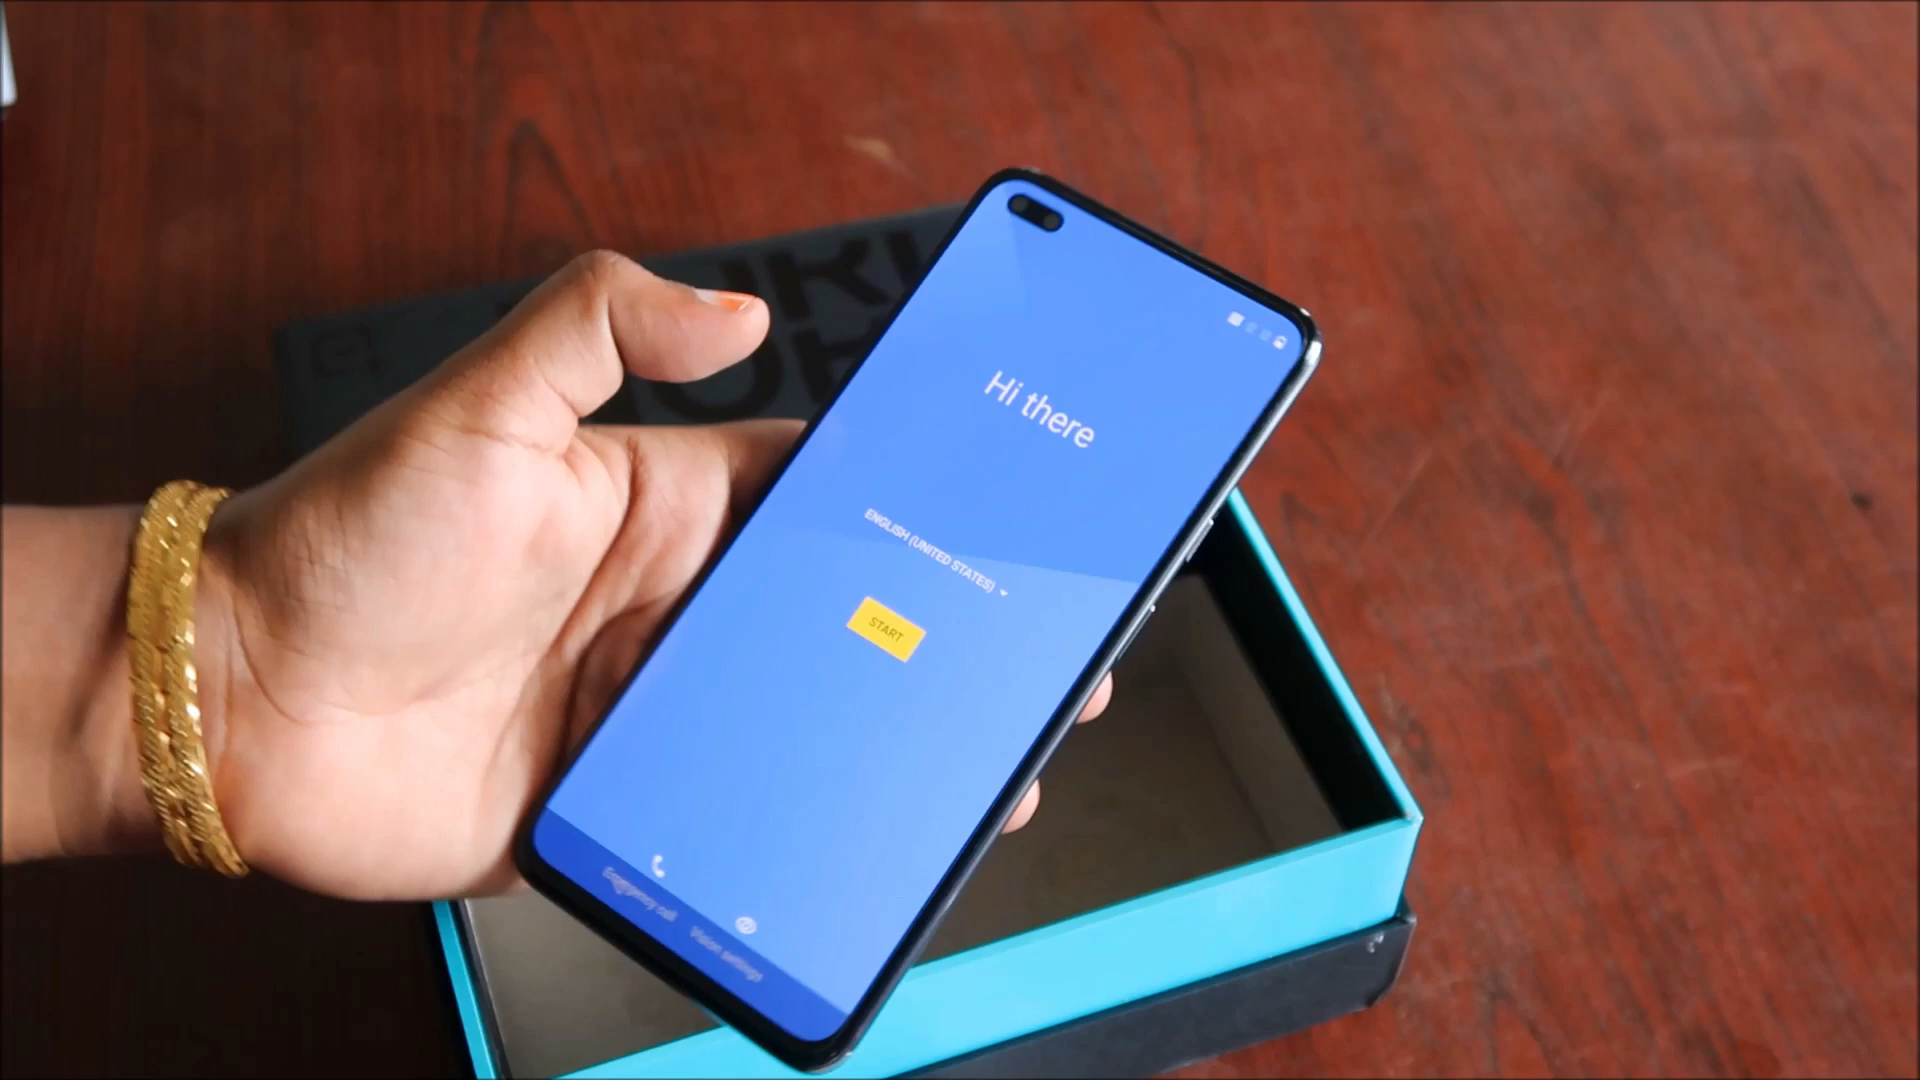 Hi there
ENGLISH (UNITED STATES)
START
Emergency call
Vision settings